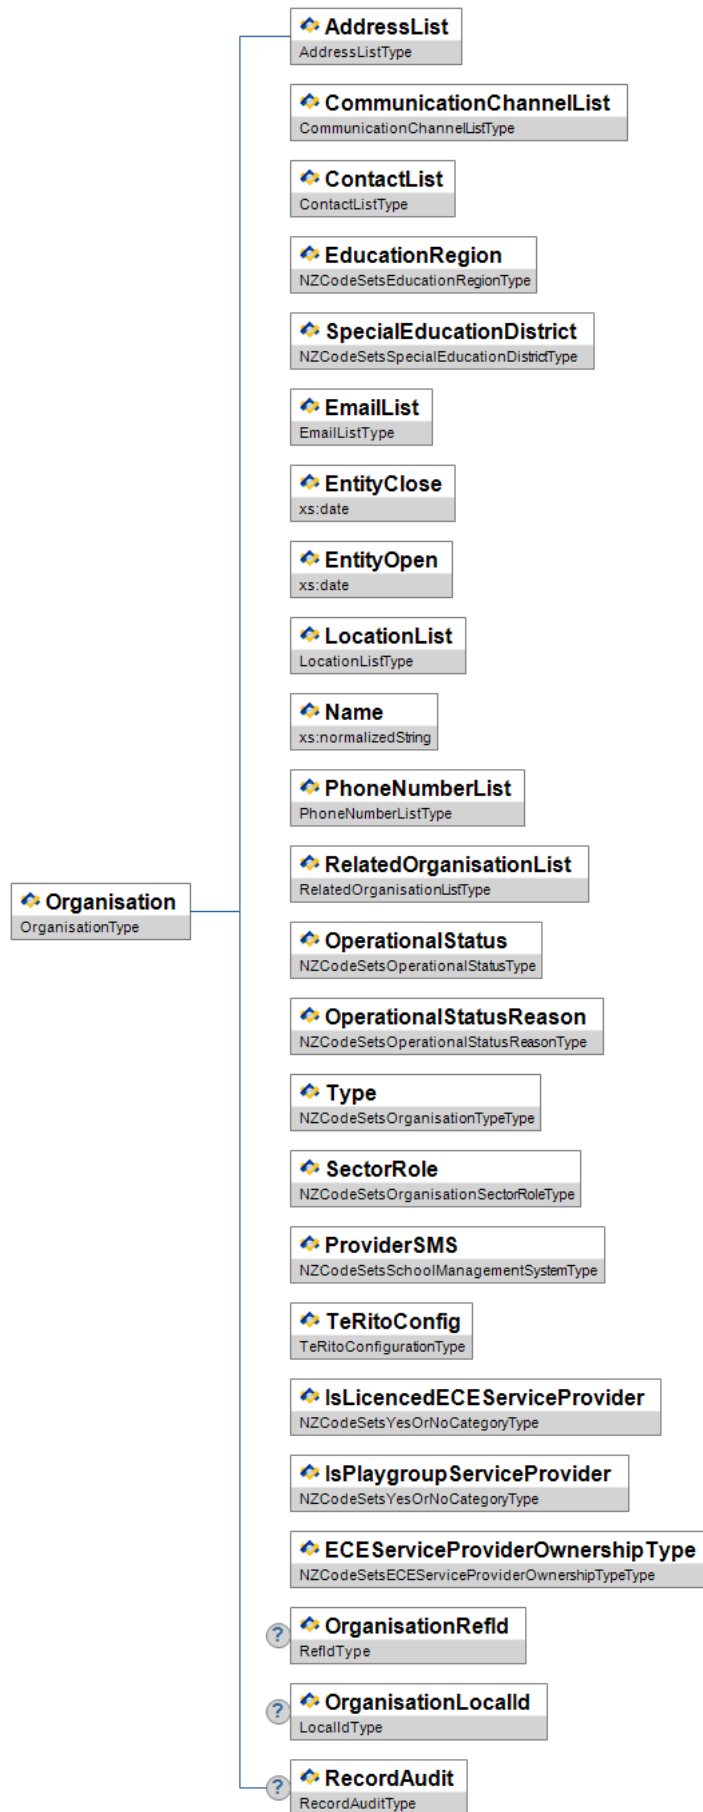 AddressList
AddressListType
CommunicationChannelList
CommunicationChannelListType
ContactList
ContactListType
EducationRegion
NZCodeSetsEducationRegionType
SpecialEducationDistrict
NZCodeSetsSpecialEducationDistrictType
EmailList
EmailListType
EntityClose
xs:date
EntityOpen
xs:date
LocationList
LocationListType
Name
xs:normalizedString
PhoneNumberList
PhoneNumberListType
RelatedOrganisationList
RelatedOrganisationListType
Organisation
OrganisationType
OperationalStatus
NZCodeSetsOperationalStatusType
OperationalStatusReason
NZCodeSetsOperationalStatusReasonType
Type
NZCodeSetsOrganisationTypeType
SectorRole
NZCodeSetsOrganisationSectorRoleType
ProviderSMS
NZCodeSetsSchoolManagementSystemType
TeRitoConfig
TeRitoConfigurationType
IsLicencedECEServiceProvider
NZCodeSetsYesOrNoCategoryType
IsPlaygroupServiceProvider
NZCodeSetsYesOrNoCategoryType
ECEServiceProviderOwnershipType
NZCodeSetsECEServiceProviderOwnershipTypeType
? OrganisationRefId
RefIdType
? OrganisationLocalId
LocalIdType
? RecordAudit
RecordAuditType